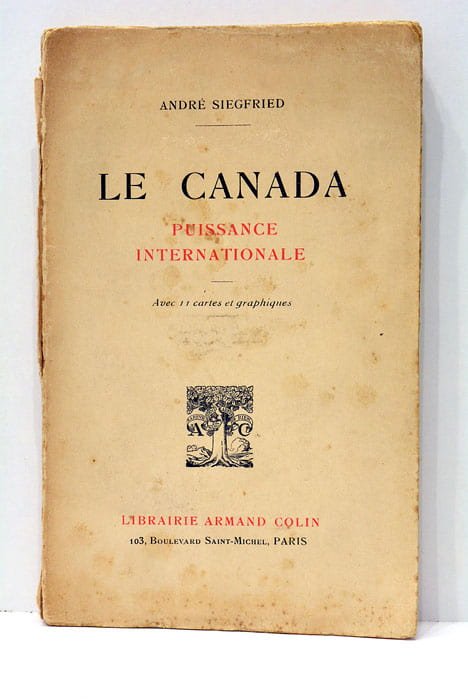 ANDRÉ SIEGFRIED
LE CANADA
PUISSANCE
INTERNATIONALE
Avec 11 cartes et graphiques
A C
LIBRAIRIE ARMAND COLIN
103, BOULEVARD SAINT-MICHEL, PARIS